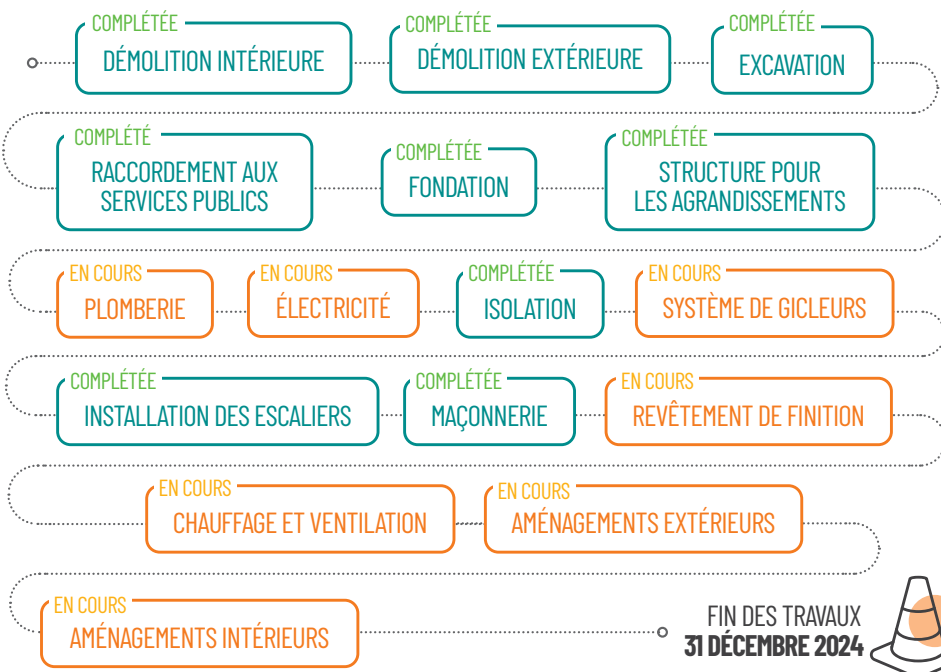 COMPLÉTÉE
DÉMOLITION INTÉRIEURE
COMPLÉTÉE
DÉMOLITION EXTÉRIEURE
COMPLÉTÉE
EXCAVATION
COMPLÉTÉ
RACCORDEMENT AUX
SERVICES PUBLICS
COMPLÉTÉE
FONDATION
COMPLÉTÉE
STRUCTURE POUR
LES AGRANDISSEMENTS
EN COURS
PLOMBERIE
EN COURS
ÉLECTRICITÉ
COMPLÉTÉE
ISOLATION
EN COURS
SYSTÈME DE GICLEURS
COMPLÉTÉE
INSTALLATION DES ESCALIERS
COMPLÉTÉE
MAÇONNERIE
EN COURS
REVÊTEMENT DE FINITION
EN COURS
CHAUFFAGE ET VENTILATION
EN COURS
AMÉNAGEMENTS EXTÉRIEURS
EN COURS
AMÉNAGEMENTS INTÉRIEURS
FIN DES TRAVAUX
31 DÉCEMBRE 2024